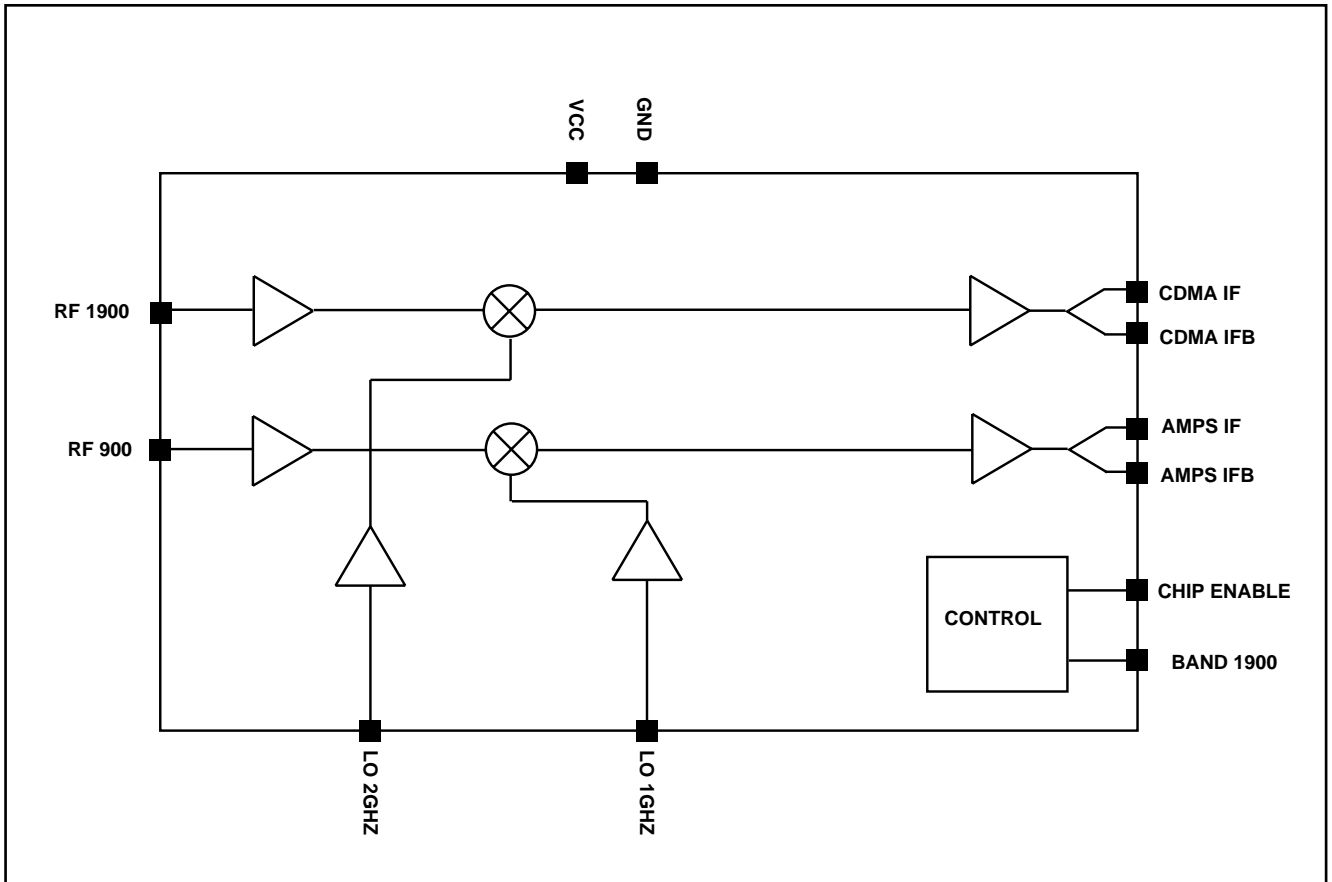 VCC
GND
RF 1900
CDMA IF
CDMA IFB
RF 900
AMPS IF
AMPS IFB
CHIP ENABLE
CONTROL
BAND 1900
LO 2GHZ
LO 1GHZ